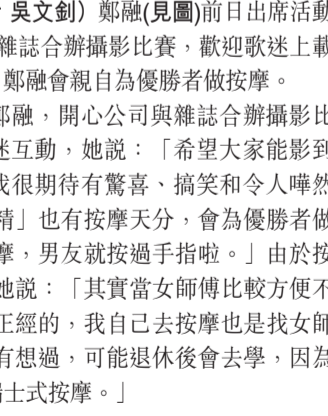 吳文釗）鄭融(見圖)前日出席活動
雜誌合辦攝影比賽，歡迎歌迷上載
鄭融會親自為優勝者做按摩。
鄭融，開心公司與雜誌合辦攝影比
迷互動，她說：「希望大家能影到
我很期待有驚喜、搞笑和令人嘩然
精」也有按摩天分，會為優勝者做
摩，男友就按過手指啦。」由於按
她說：「其實當女師傅比較方便不
正經的，我自己去按摩也是找女師
有想過，可能退休後會去學，因為
瑞士式按摩。」